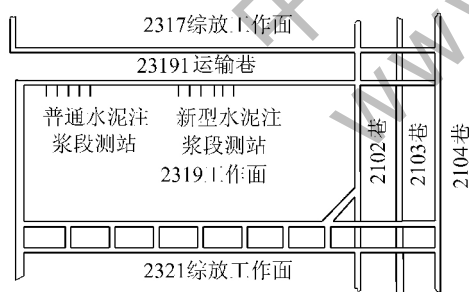 2317综放工作面
23191运输巷
普通水泥注
浆段测站
新型水泥注
浆段测站
2319工作面
2102巷
2103巷
2104巷
2321综放工作面